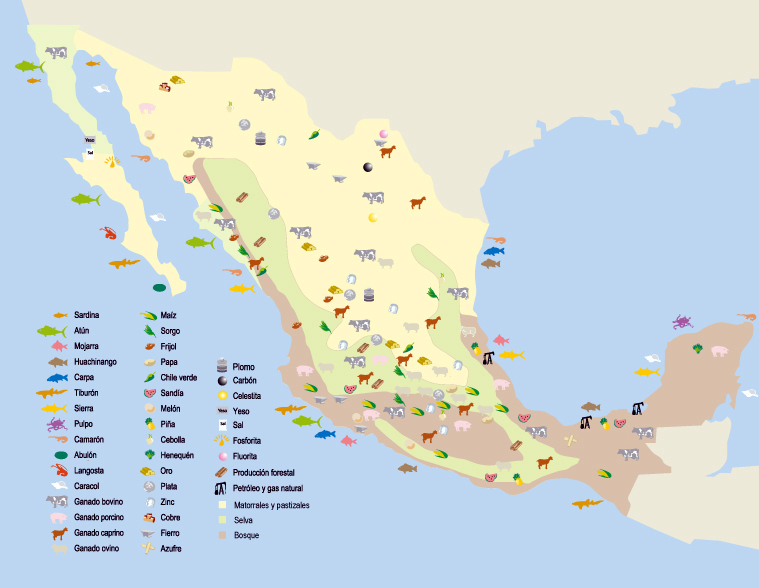 Yeso
Sal
Sardina
Atún
Mojarra
Huachinango
Carpa
Tiburón
Sierra
Pulpo
Camarón
Abulón
Langosta
Caracol
Ganado bovino
Ganado porcino
Ganado caprino
Ganado ovino
Maíz
Sorgo
Frijol
Papa
Chile verde
Sandía
Melón
Piña
Cebolla
Henequén
Oro
Plata
Zinc
Cobre
Fierro
Azufre
Plomo
Carbón
Celestita
Yeso Yeso
Sal Sal
Fosforita
Fluorita
Producción forestal
Petróleo y gas natural
Matorrales y pastizales
Selva
Bosque